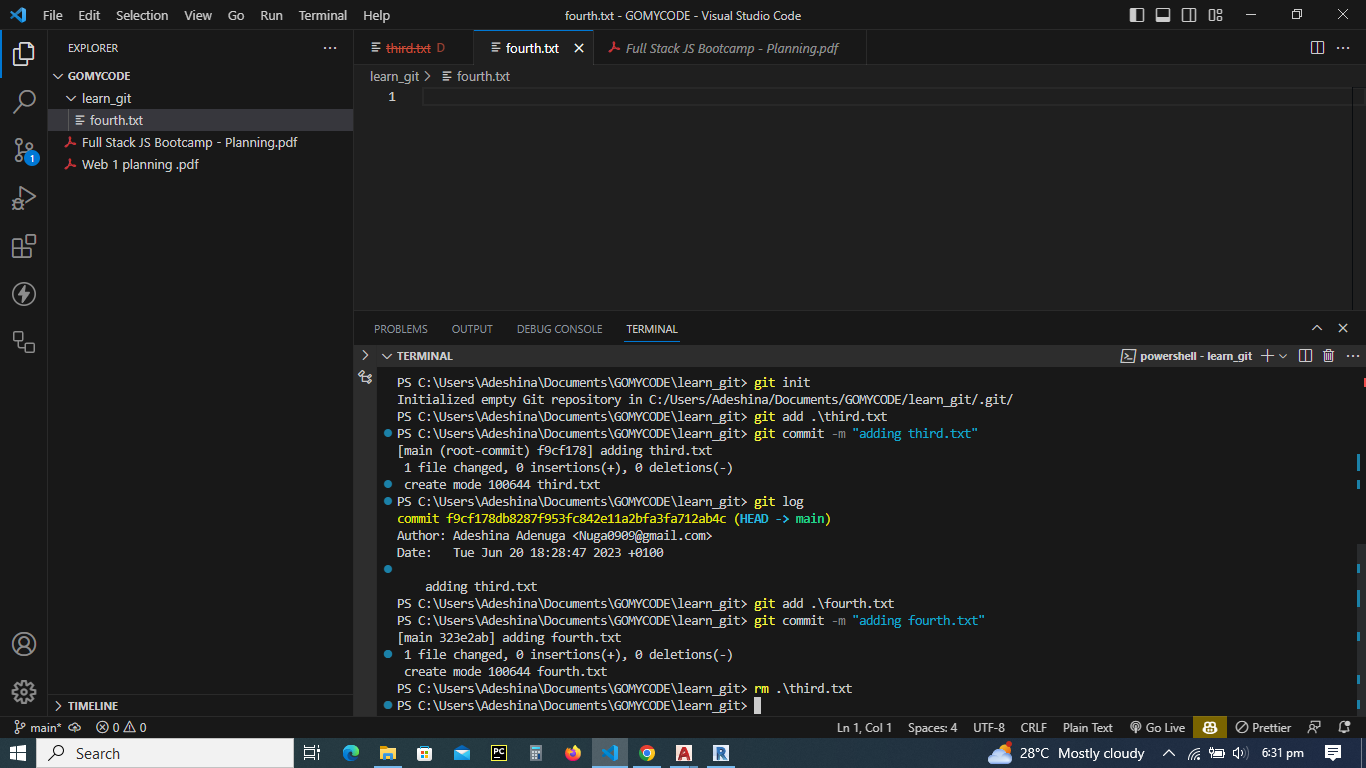 File Edit Selection View Go Run Terminal Help
fourth.txt - GOMYCODE - Visual Studio Code
EXPLORER
GOMYCODE
learn_git
fourth.txt
Full Stack JS Bootcamp - Planning.pdf
Web 1 planning .pdf
1
TIMELINE
third.txt D
fourth.txt
Full Stack JS Bootcamp - Planning.pdf
learn_git > fourth.txt
1
PROBLEMS OUTPUT DEBUG CONSOLE TERMINAL
TERMINAL
powershell - learn_git
PS C:\Users\Adeshina\Documents\GOMYCODE\learn_git> git init
Initialized empty Git repository in C:/Users/Adeshina/Documents/GOMYCODE/learn_git/.git/
PS C:\Users\Adeshina\Documents\GOMYCODE\learn_git> git add .\third.txt
PS C:\Users\Adeshina\Documents\GOMYCODE\learn_git> git commit -m "adding third.txt"
[main (root-commit) f9cf178] adding third.txt
1 file changed, 0 insertions(+), 0 deletions(-)
create mode 100644 third.txt
PS C:\Users\Adeshina\Documents\GOMYCODE\learn_git> git log
commit f9cf178db8287f953fc842e11a2bfa3fa712ab4c (HEAD -> main)
Author: Adeshina Adenuga <Nuga0909@gmail.com>
Date:   Tue Jun 20 18:28:47 2023 +0100
adding third.txt
PS C:\Users\Adeshina\Documents\GOMYCODE\learn_git> git add .\fourth.txt
PS C:\Users\Adeshina\Documents\GOMYCODE\learn_git> git commit -m "adding fourth.txt"
[main 323e2ab] adding fourth.txt
1 file changed, 0 insertions(+), 0 deletions(-)
create mode 100644 fourth.txt
PS C:\Users\Adeshina\Documents\GOMYCODE\learn_git> rm .\third.txt
PS C:\Users\Adeshina\Documents\GOMYCODE\learn_git>
main* 0 0 Ln 1, Col 1 Spaces: 4 UTF-8 CRLF Plain Text Go Live Prettier
Search PC A R 28°C Mostly cloudy 6:31 pm